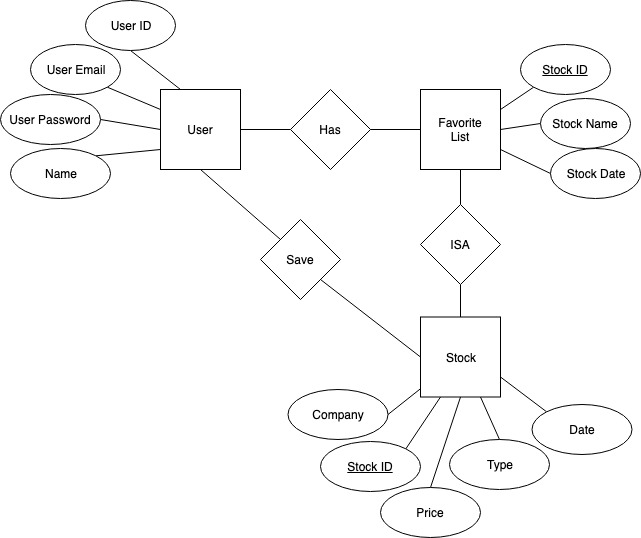 User ID
User Email
User Password
Name
User
Has
Favorite
List
Stock ID
Stock Name
Stock Date
Save
ISA
Stock
Company
Stock ID
Price
Type
Date